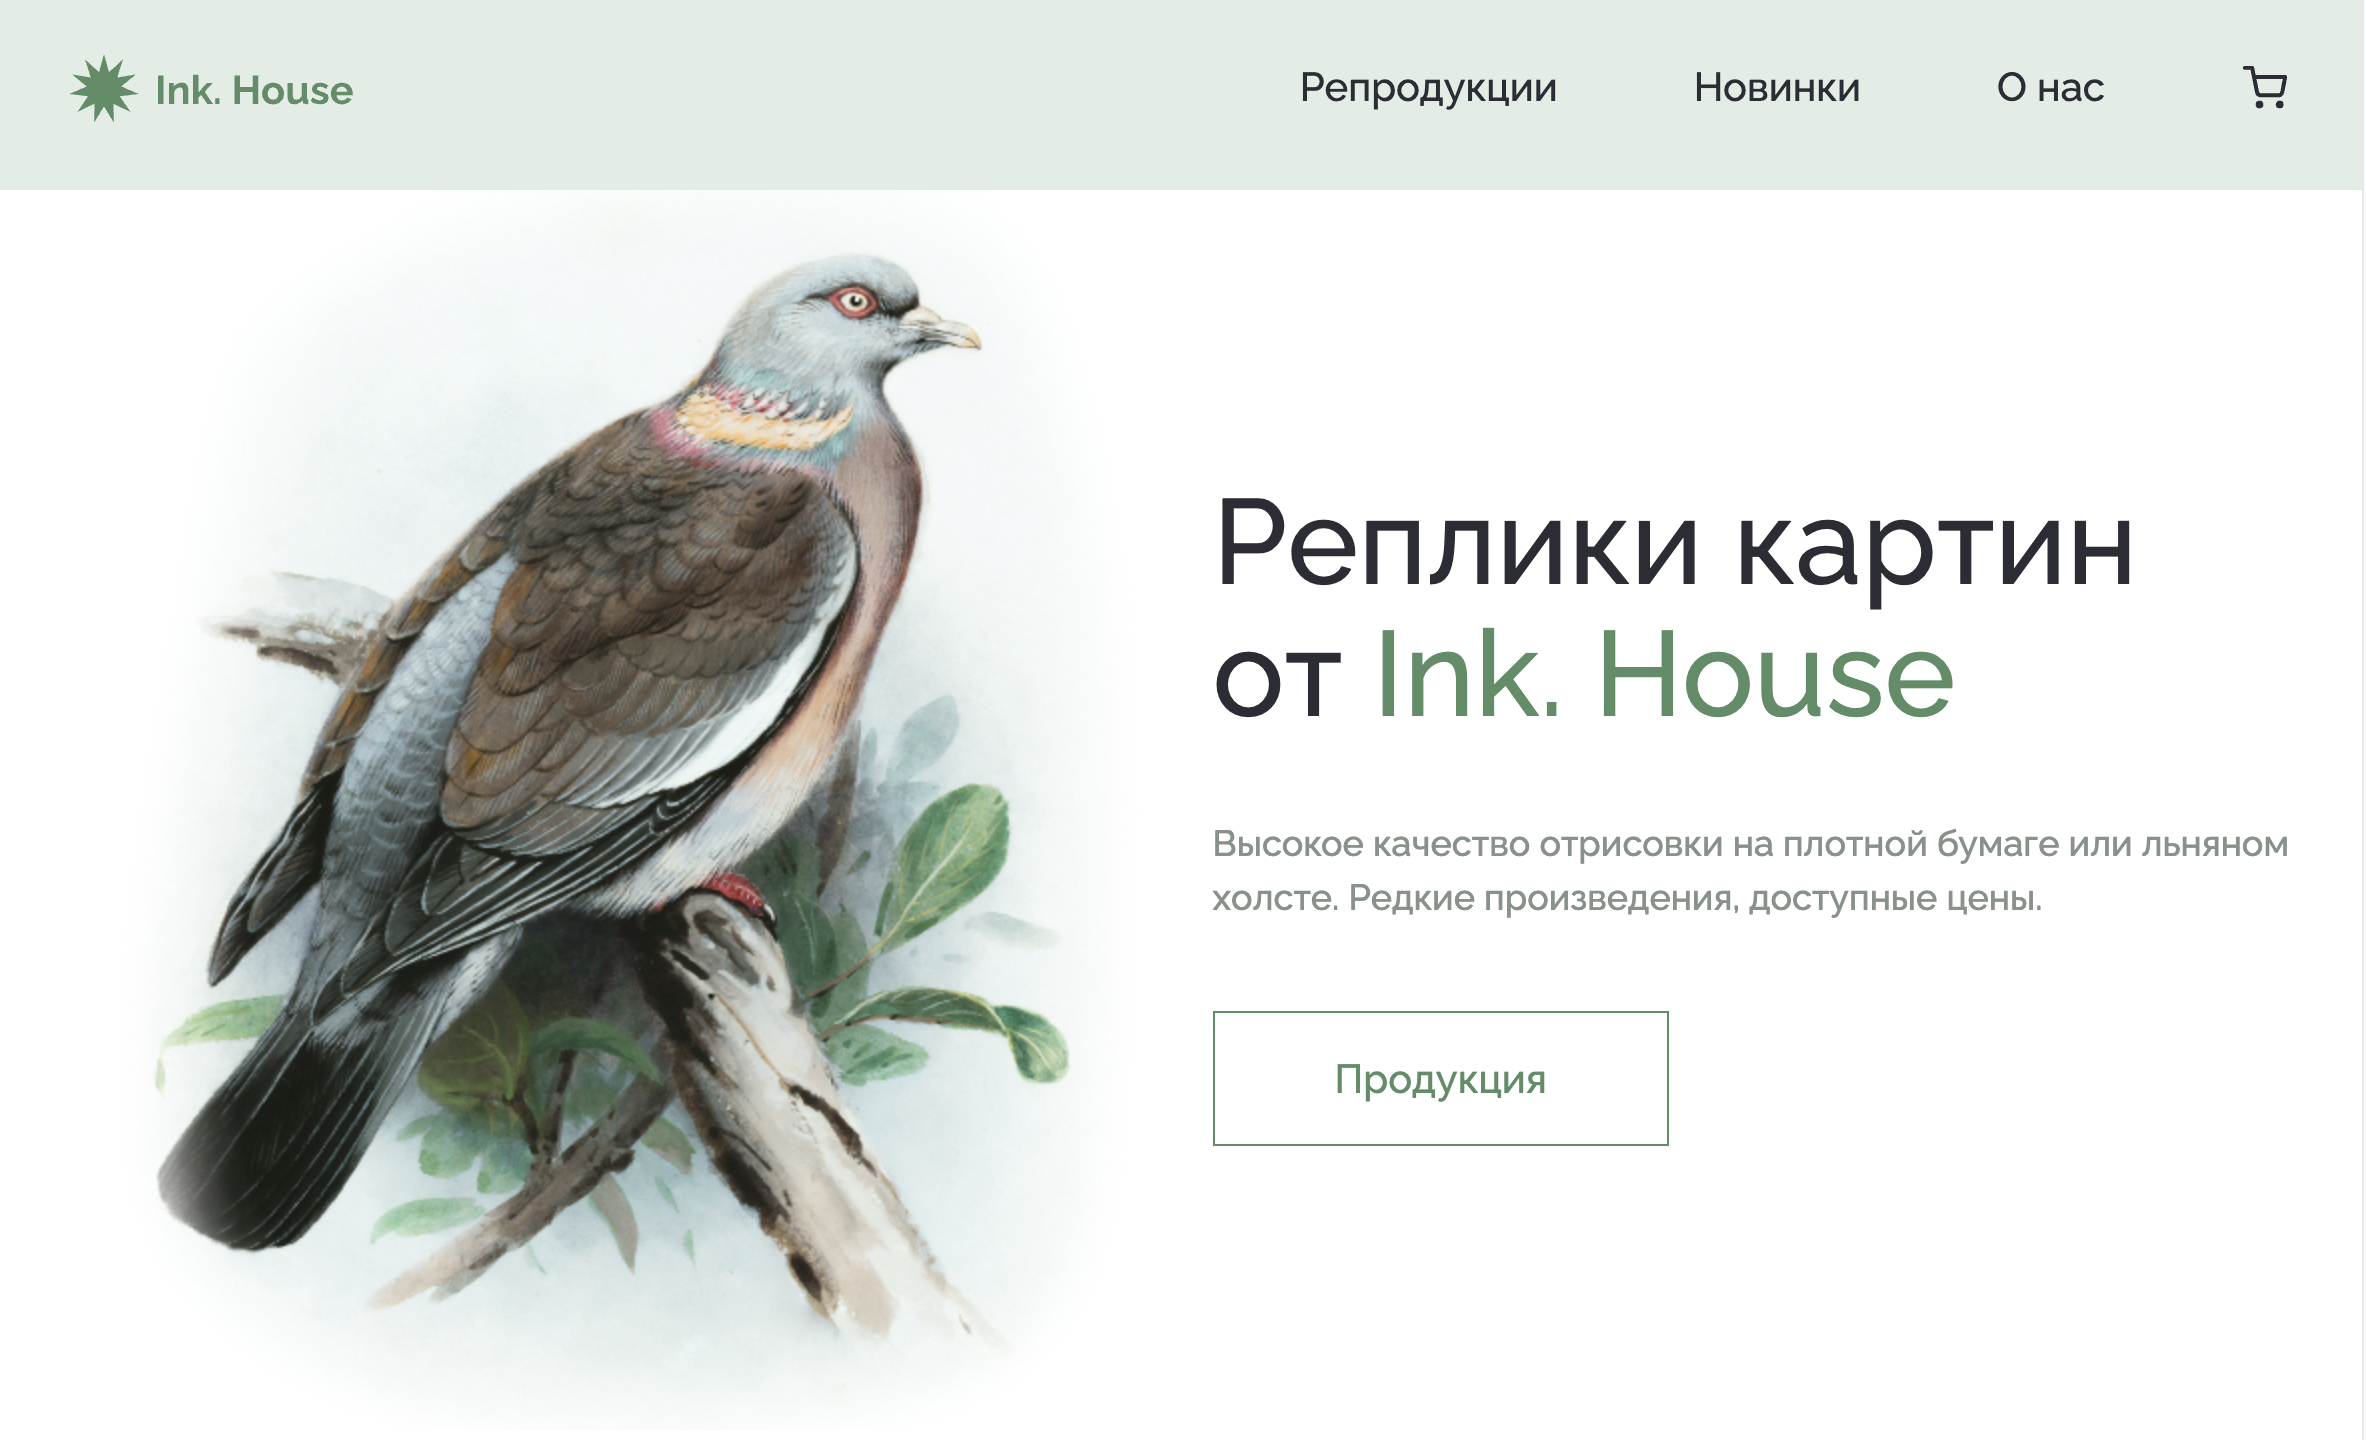 Ink. House
Репродукции
Новинки
О нас
Реплики картин
от Ink. House
Высокое качество отрисовки на плотной бумаге или льняном
холсте. Редкие произведения, доступные цены.
Продукция